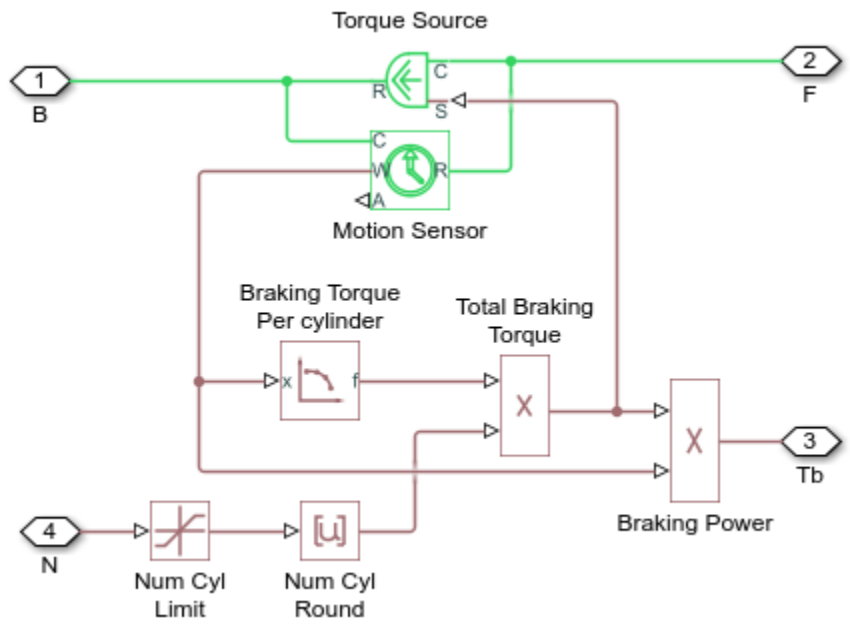 Torque Source
1
B
R
C
S
2
F
C
W
A
R
Motion Sensor
Braking Torque
Per cylinder
x
f
Total Braking
Torque
X
X
3
Tb
Braking Power
4
N
[u]
Num Cyl
Limit
Num Cyl
Round